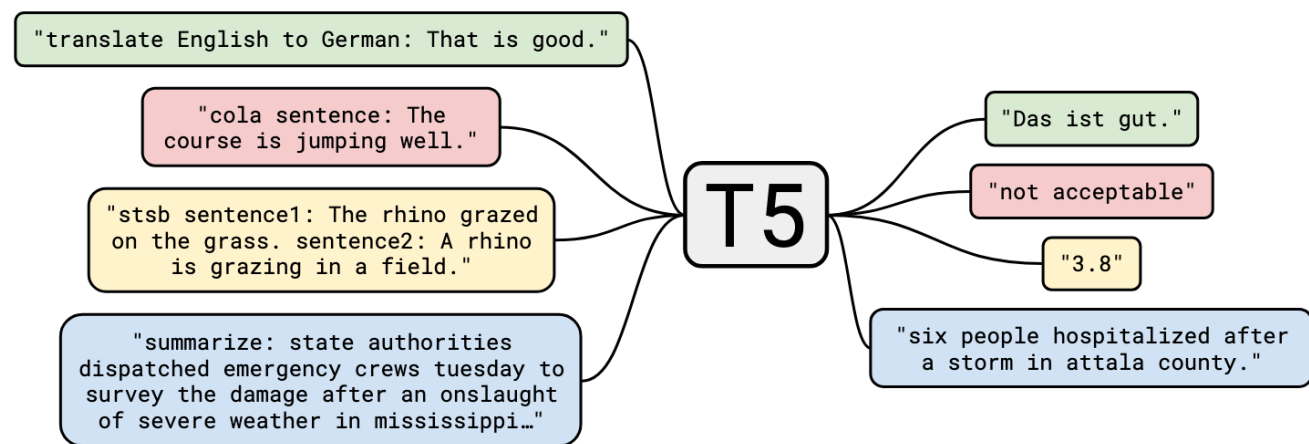 "translate English to German: That is good."
"cola sentence: The
course is jumping well."
"stsb sentence1: The rhino grazed
on the grass. sentence2: A rhino
is grazing in a field."
"summarize: state authorities
dispatched emergency crews tuesday to
survey the damage after an onslaught
of severe weather in mississippi…"
T5
"Das ist gut."
"not acceptable"
"3.8"
"six people hospitalized after
a storm in attala county."